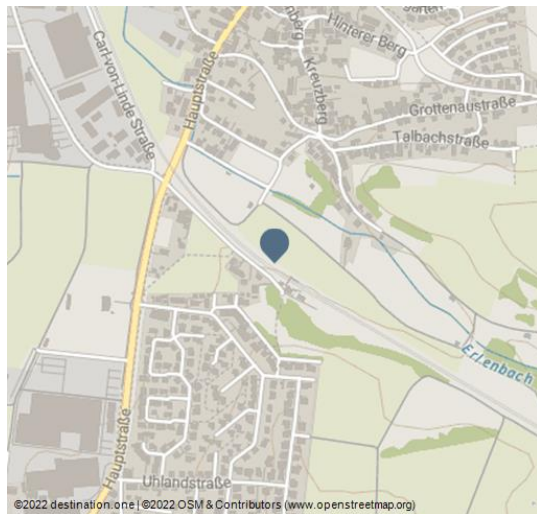 Hinterer-Berg
Kreuzberg
Carl-von-Linde Straße
Hauptstraße
Grottenaustraße
Talbachstraße
Erlenbach
Hauptstraße
Uhlandstraße
©2022 destination.one | ©2022 OSM & Contributors (www.openstreetmap.org)